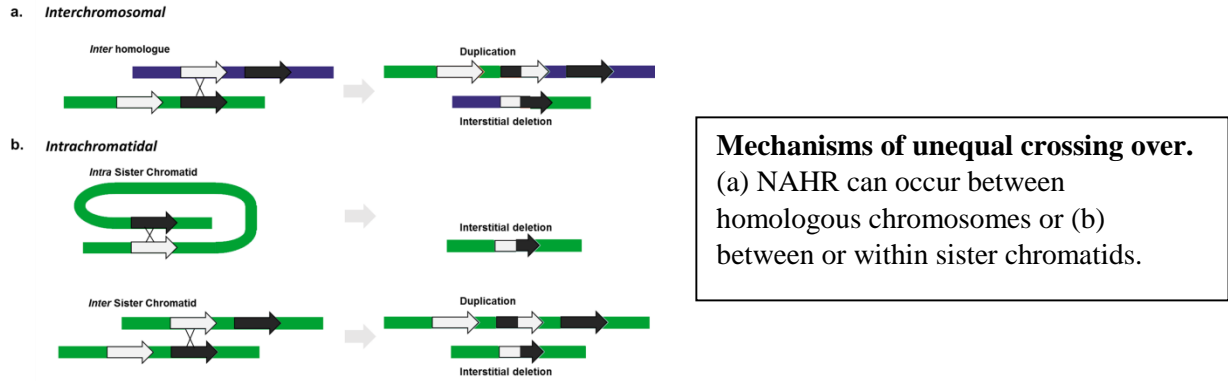 a. Interchromosomal
Inter homologue
Duplication
Interstitial deletion
b. Intrachromatidal
Intra Sister Chromatid
Interstitial deletion
Inter Sister Chromatid
Duplication
Interstitial deletion
Mechanisms of unequal crossing over.
(a) NAHR can occur between
homologous chromosomes or (b)
between or within sister chromatids.